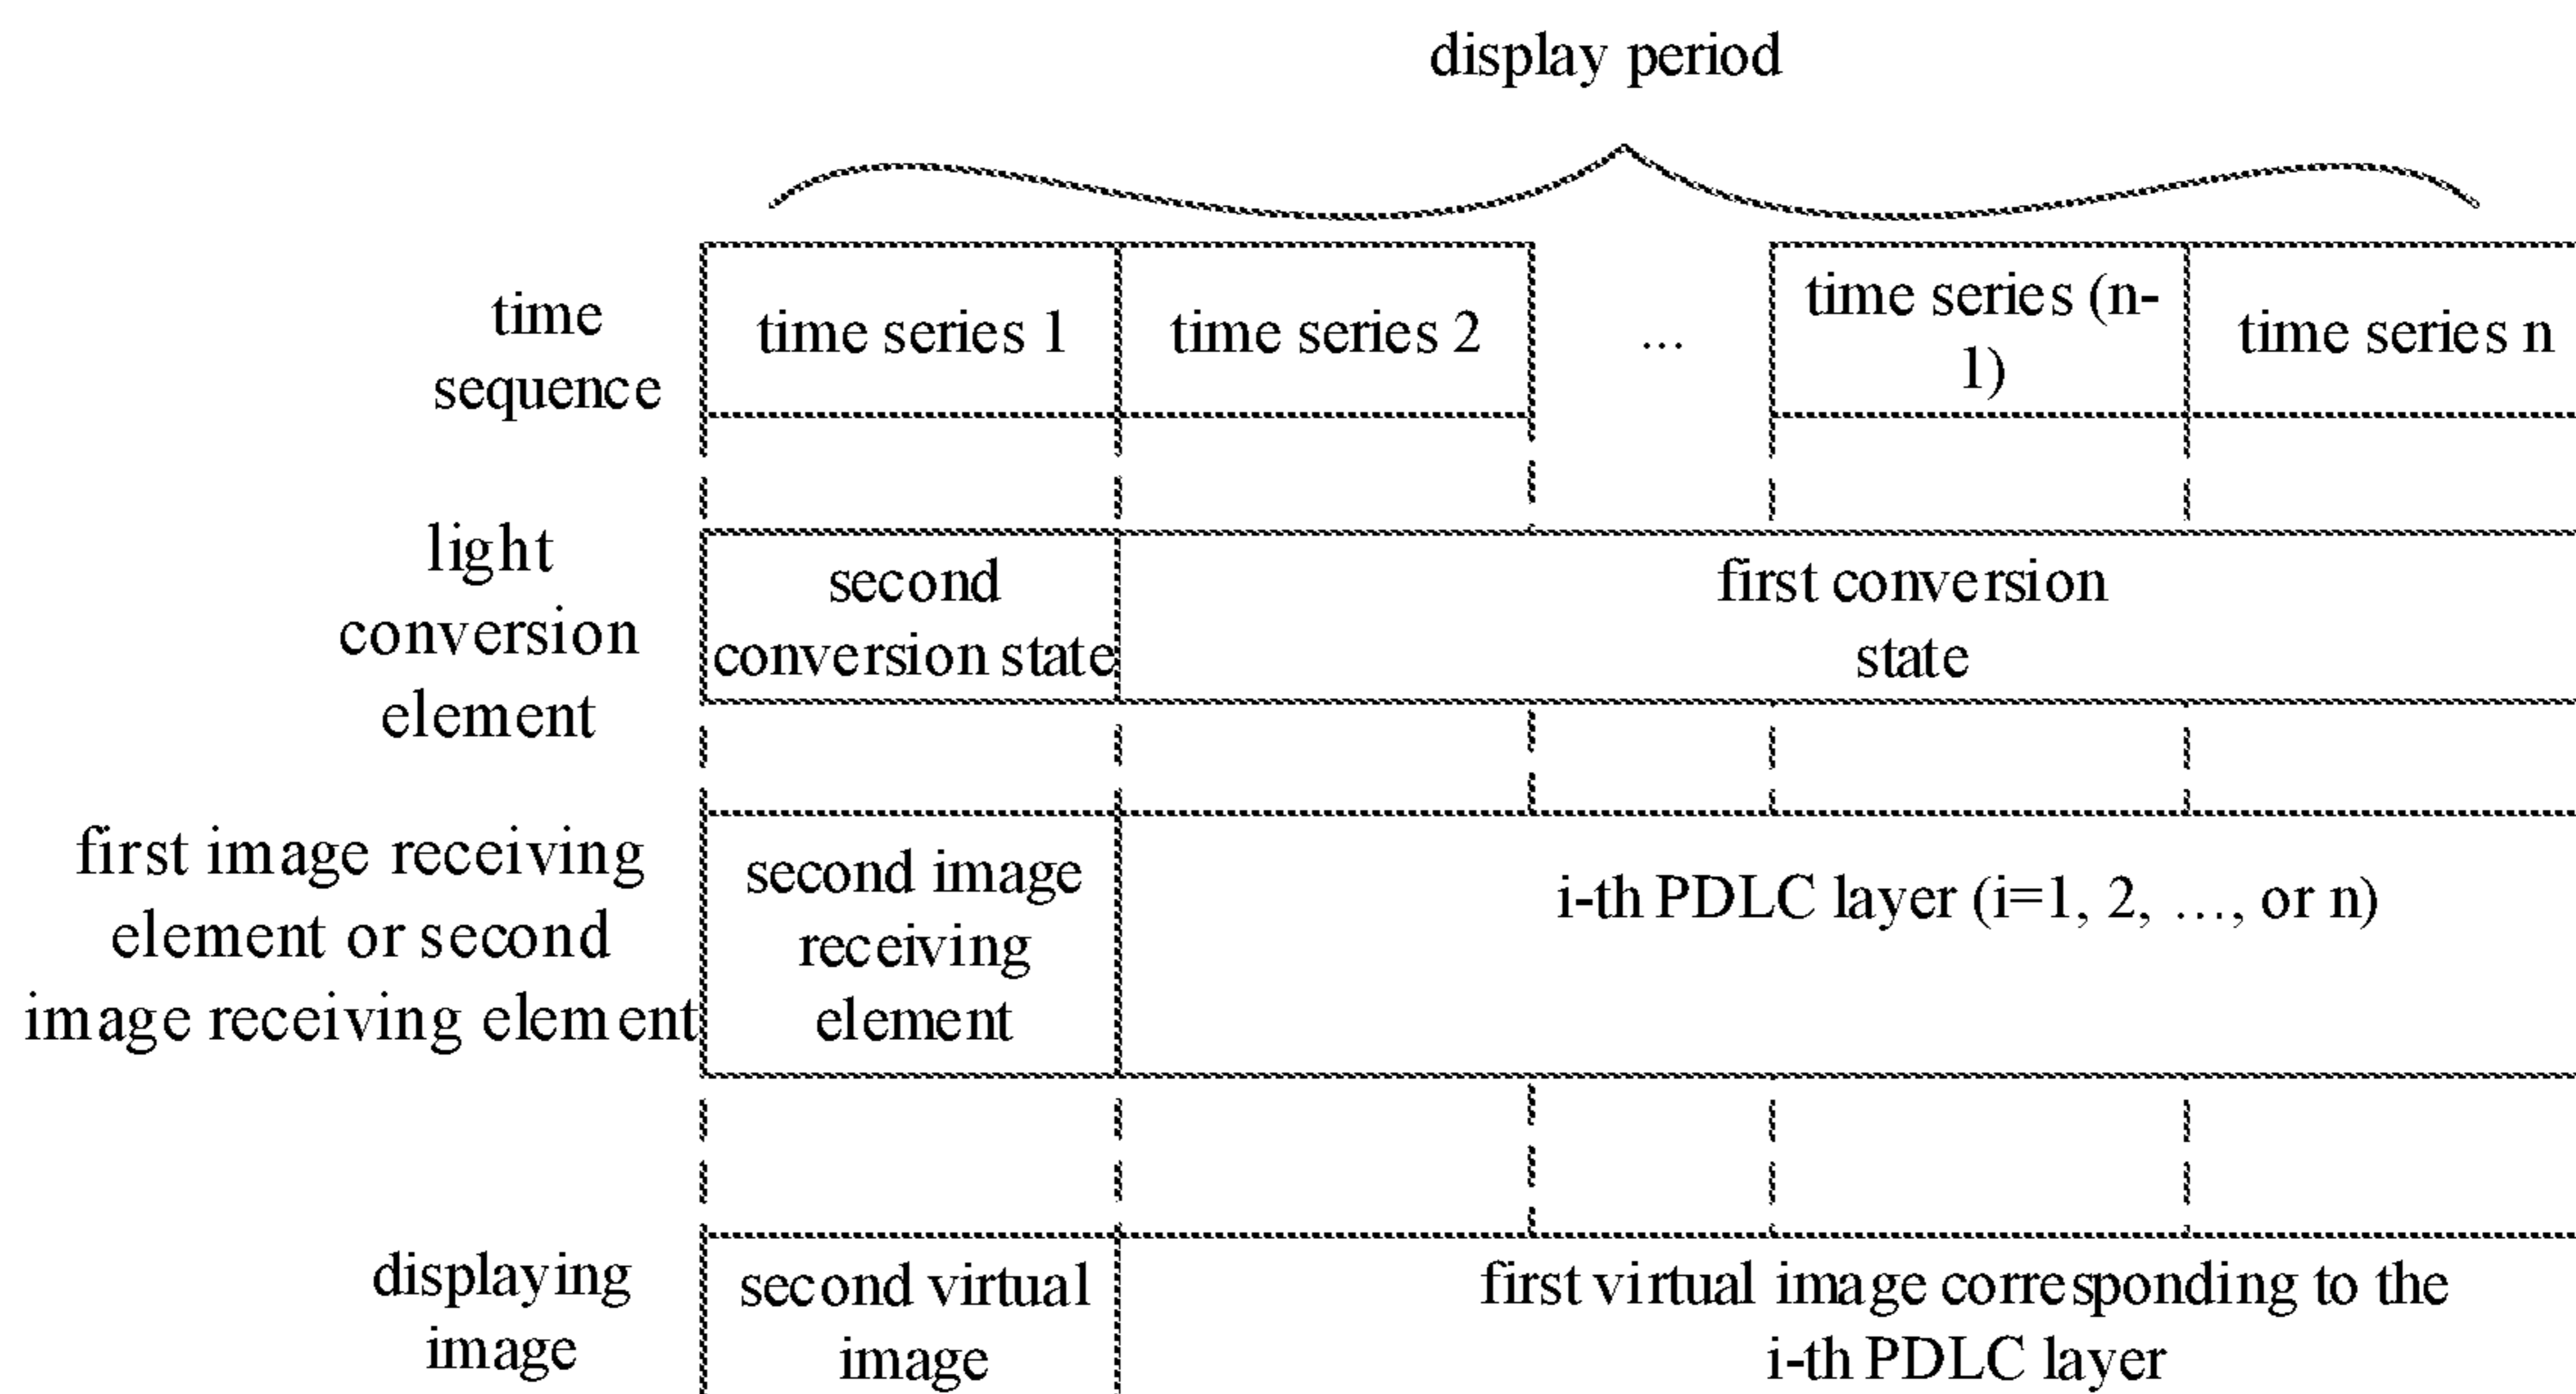 display period
time
sequence
time series 1
time series 2
...
time series (n-
1)
time series n
light
conversion
element
second
conversion state
first conversion
state
first image receiving
element or second
image receiving element
second image
receiving
element
i-th PDLC layer (i=1, 2, ..., or n)
displaying
image
second virtual
image
first virtual image corresponding to the
i-th PDLC layer